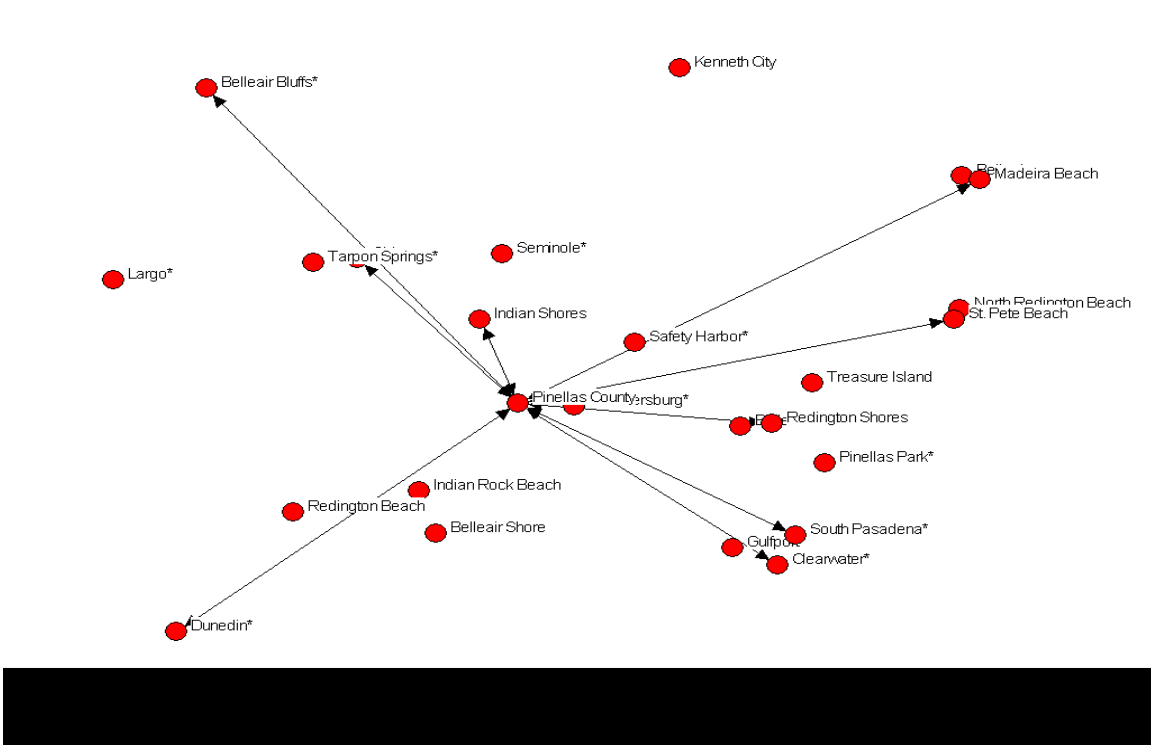 Kenneth City
Belleair Bluffs*
Madeira Beach
Seminole*
Tarpon Springs*
Largo*
North Redington Beach
Indian Shores
St. Pete Beach
Safety Harbor*
Treasure Island
Pinellas County
ersburg*
Redington Shores
Pinellas Park*
Indian Rock Beach
Redington Beach
Belleair Shore
South Pasadena*
Gulfport
Clearwater*
Dunedin*